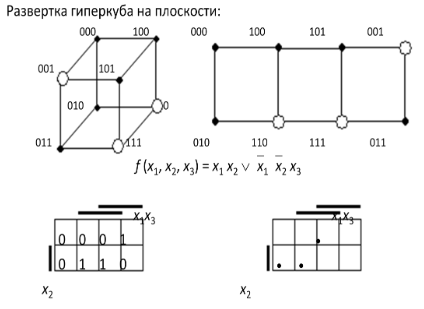 Развертка гиперкуба на плоскости:
000 100 000 100 101 001
001 101
010 0
011 111 010 110 111 011
f (x₁, x₂, x₃) = x₁ x₂ ∨ x̅₁ x̅₂ x₃
x₁x₃ x₁x₃
0 0 0 1
0 1 1 0
x₂ x₂